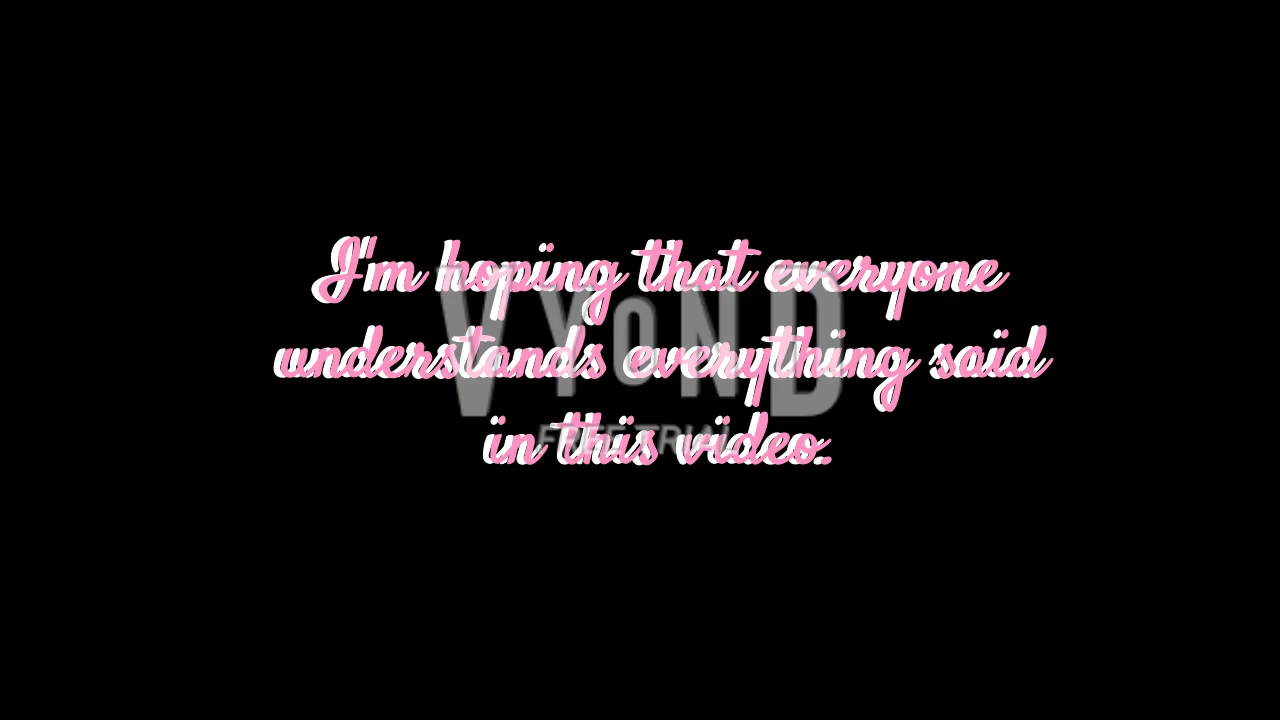 I'm hoping that everyone
understands everything said
in this video.
VYOND
FREE TRIAL